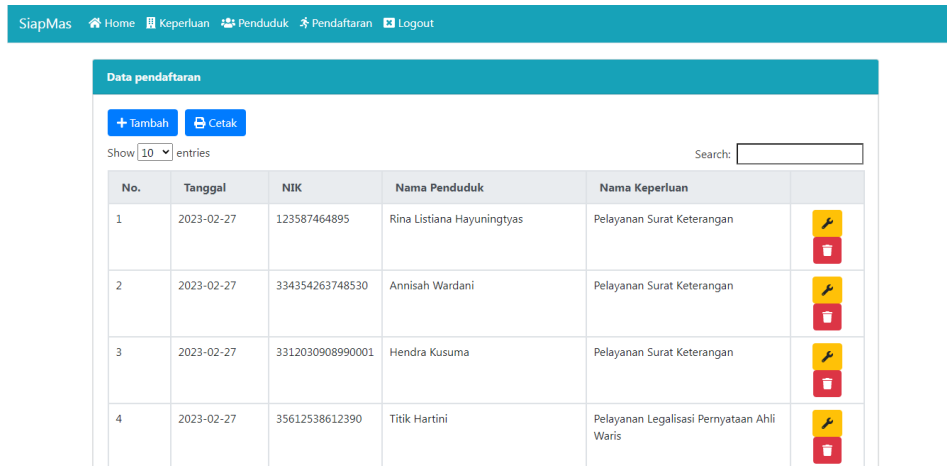 SiapMas Home Keperluan Penduduk Pendaftaran Logout
Data pendaftaran
Tambah Cetak
Show 10 entries Search:
No. Tanggal NIK Nama Penduduk Nama Keperluan
1 2023-02-27 123587464895 Rina Listiana Hayuningtyas Pelayanan Surat Keterangan
2 2023-02-27 334354263748530 Annisah Wardani Pelayanan Surat Keterangan
3 2023-02-27 3312030908990001 Hendra Kusuma Pelayanan Surat Keterangan
4 2023-02-27 35612538612390 Titik Hartini Pelayanan Legalisasi Pernyataan Ahli
Waris